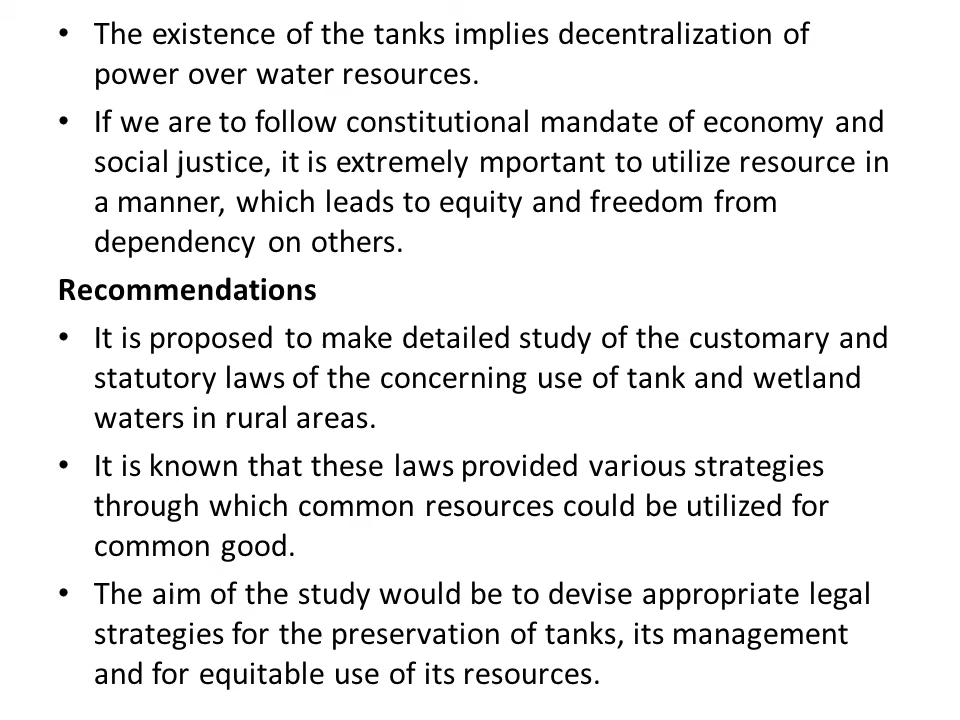 • The existence of the tanks implies decentralization of
power over water resources.
• If we are to follow constitutional mandate of economy and
social justice, it is extremely mportant to utilize resource in
a manner, which leads to equity and freedom from
dependency on others.
Recommendations
• It is proposed to make detailed study of the customary and
statutory laws of the concerning use of tank and wetland
waters in rural areas.
• It is known that these laws provided various strategies
through which common resources could be utilized for
common good.
• The aim of the study would be to devise appropriate legal
strategies for the preservation of tanks, its management
and for equitable use of its resources.